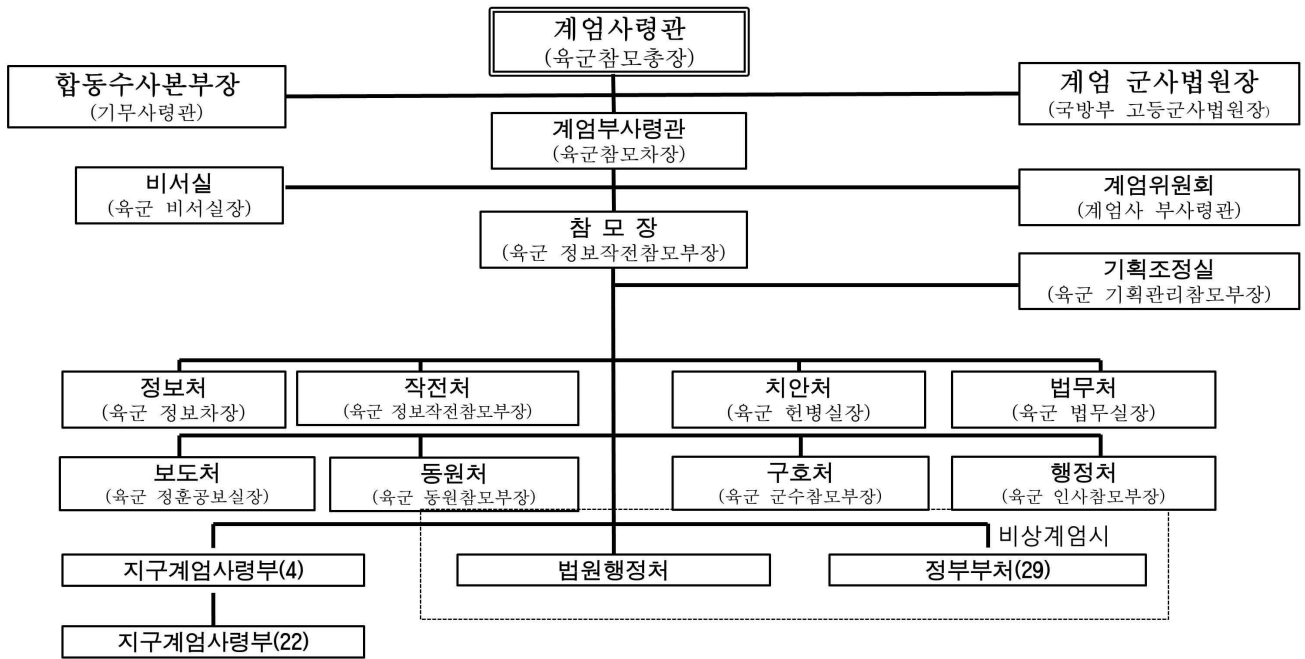 계엄사령관
(육군참모총장)
합동수사본부장
(기무사령관)
계엄 군사법원장
(국방부 고등군사법원장)
계엄부사령관
(육군참모차장)
비서실
(육군 비서실장)
계엄위원회
(계엄사 부사령관)
참 모 장
(육군 정보작전참모부장)
기획조정실
(육군 기획관리참모부장)
정보처
(육군 정보차장)
작전처
(육군 정보작전참모부장)
치안처
(육군 헌병실장)
법무처
(육군 법무실장)
보도처
(육군 정훈공보실장)
동원처
(육군 동원참모부장)
구호처
(육군 군수참모부장)
행정처
(육군 인사참모부장)
비상계엄시
지구계엄사령부(4)
법원행정처
정부부처(29)
지구계엄사령부(22)